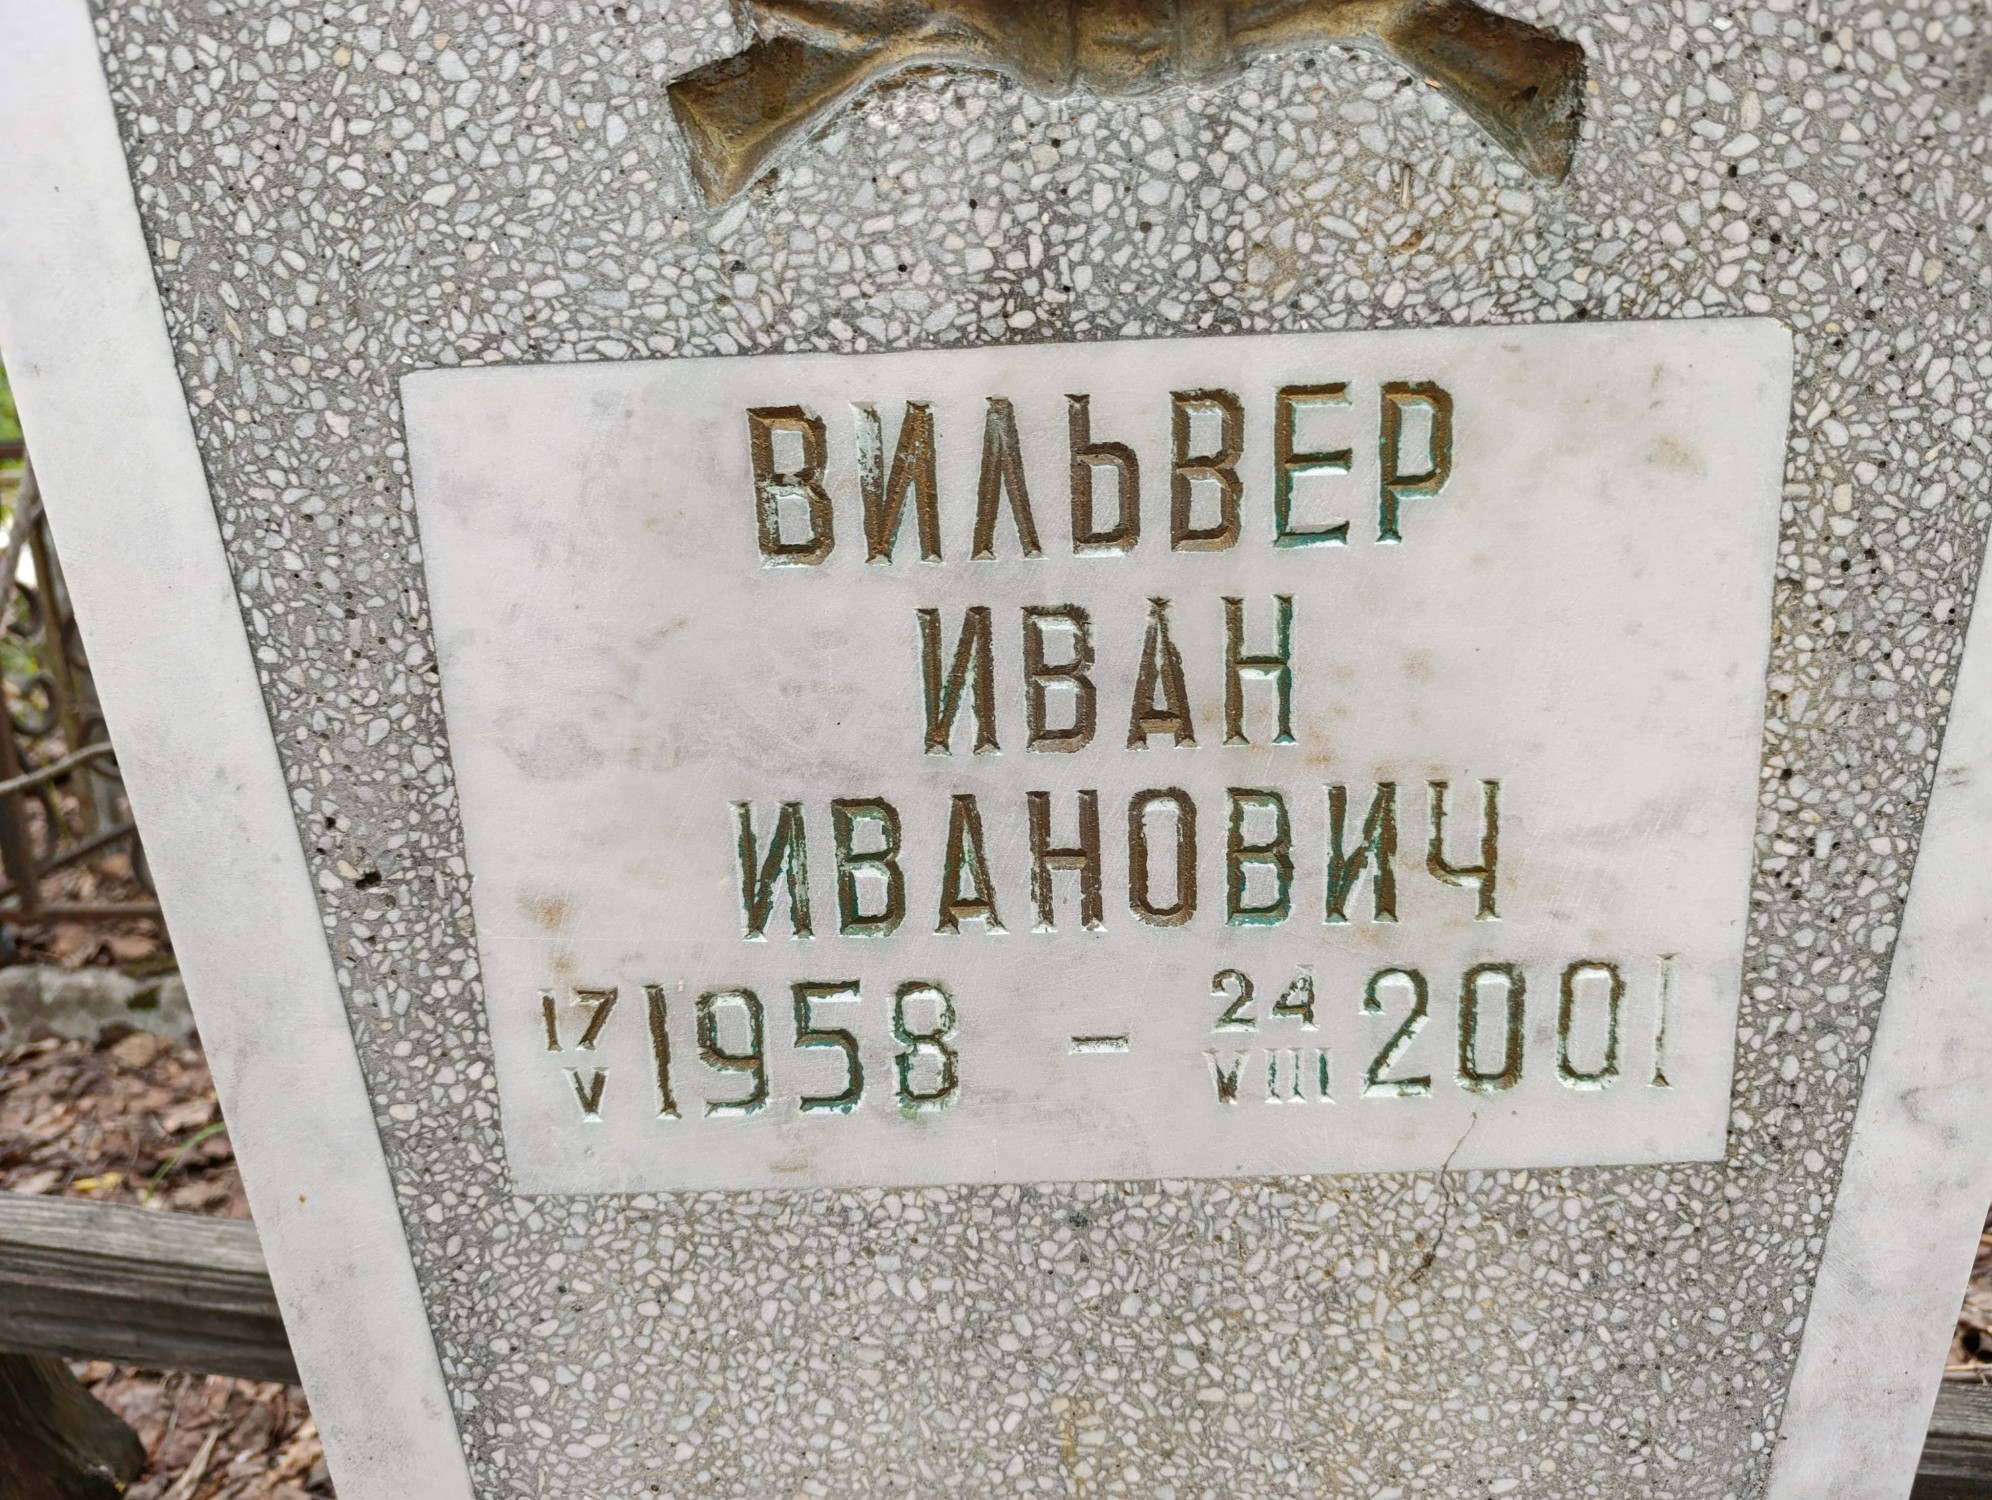 ВИЛЬВЕР
ИВАН
ИВАНОВИЧ
17/V 1958 - 24/VIII 2001